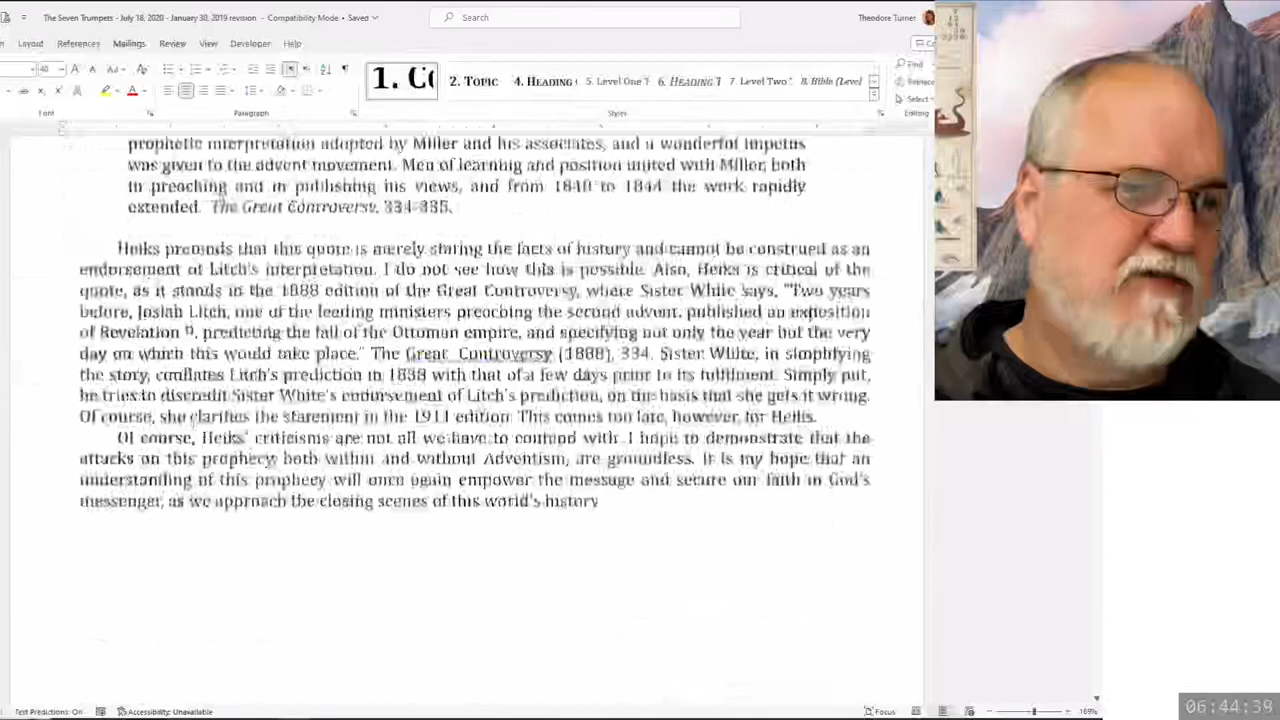 The Seven Trumpets - July 18, 2020 - January 30, 2019 revision - Compatibility Mode • Saved
Search
Theodore Turner
Layout References Mailings Review View Developer Help
40
1. Co 2. Topic 4. Heading 5. Level One 6. Heading 7. Level Two 8. Bible (Level
Find
Replace
Select
Font Paragraph Styles Editing
prophetic interpretation adopted by Miller and his associates, and a wonderful impetus
was given to the advent movement. Men of learning and position united with Miller, both
in preaching and in publishing his views, and from 1840 to 1844 the work rapidly
extended. The Great Controversy, 334-335.
Heiks pretends that this quote is merely stating the facts of history and cannot be construed as an
endorsement of Litch's interpretation. I do not see how this is possible. Also, Heiks is critical of the
quote, as it stands in the 1888 edition of the Great Controversy, where Sister White says, "Two years
before, Josiah Litch, one of the leading ministers preaching the second advent, published an exposition
of Revelation 9, predicting the fall of the Ottoman empire, and specifying not only the year but the very
day on which this would take place." The Great Controversy (1888), 334. Sister White, in simplifying
the story, conflates Litch's prediction in 1838 with that of a few days prior to its fulfillment. Simply put,
he tries to discredit Sister White's endorsement of Litch's prediction, on the basis that she gets it wrong.
Of course, she clarifies the statement in the 1911 edition. This comes too late, however, for Heiks.
Of course, Heiks' criticisms are not all we have to contend with. I hope to demonstrate that the
attacks on this prophecy, both within and without Adventism, are groundless. It is my hope that an
understanding of this prophecy will once again empower the message and secure our faith in God's
messenger, as we approach the closing scenes of this world's history
Text Predictions: On Accessibility: Unavailable Focus 169%
06:44:39